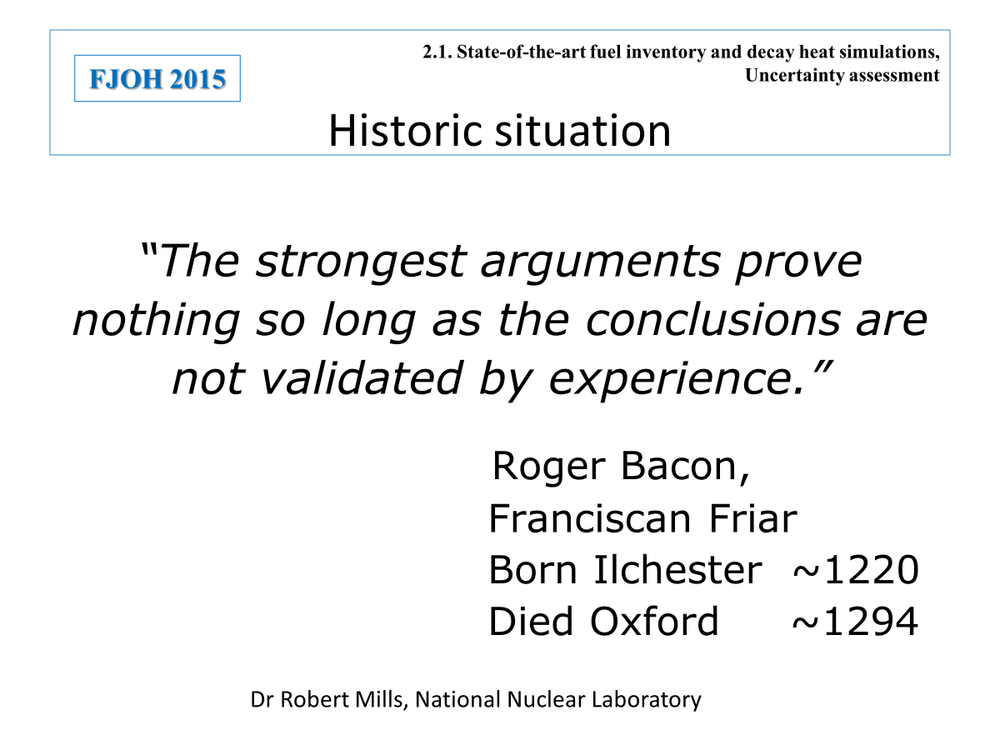 2.1. State-of-the-art fuel inventory and decay heat simulations,
Uncertainty assessment
FJOH 2015
Historic situation
“The strongest arguments prove
nothing so long as the conclusions are
not validated by experience.”
Roger Bacon,
Franciscan Friar
Born Ilchester ~1220
Died Oxford ~1294
Dr Robert Mills, National Nuclear Laboratory